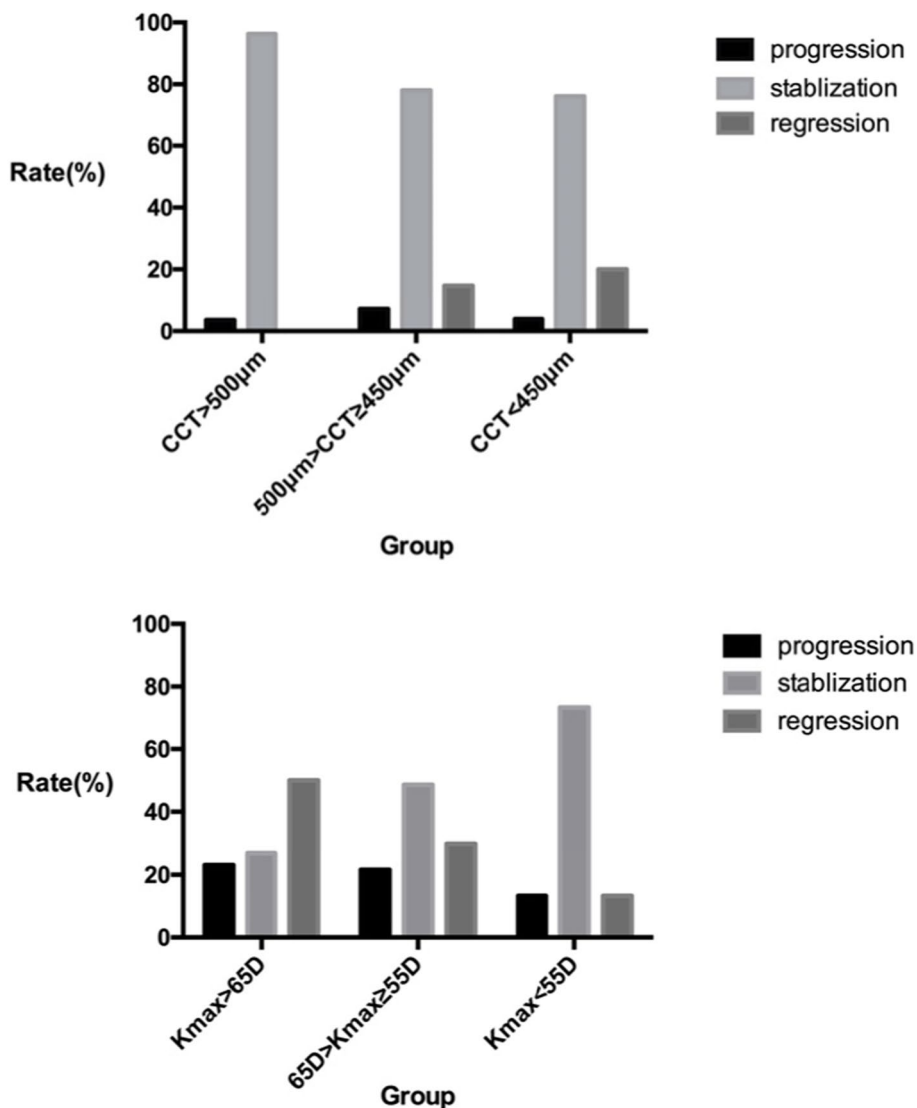 100
80
60
40
20
0
Rate(%)
progression
stablization
regression
CCT>500µm
500µm>CCT≥450µm
CCT<450µm
Group
100
80
60
40
20
0
Rate(%)
progression
stablization
regression
Kmax>65D
65D>Kmax≥55D
Kmax<55D
Group